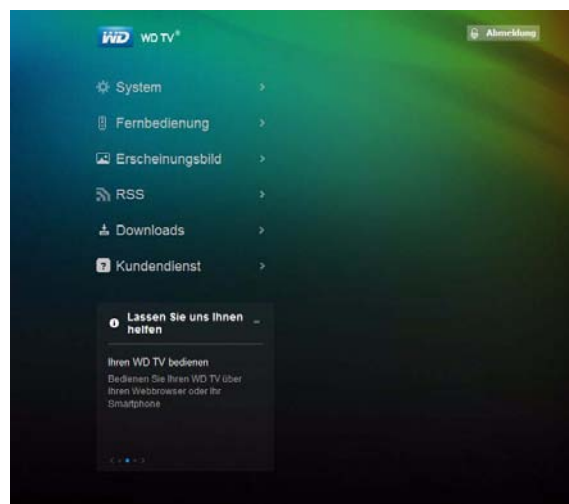 WD WD TV®
Abmeldung
System
Fernbedienung
Erscheinungsbild
RSS
Downloads
Kundendienst
Lassen Sie uns Ihnen
helfen
Ihren WD TV bedienen
Bedienen Sie Ihren WD TV über
Ihren Webbrowser oder Ihr
Smartphone